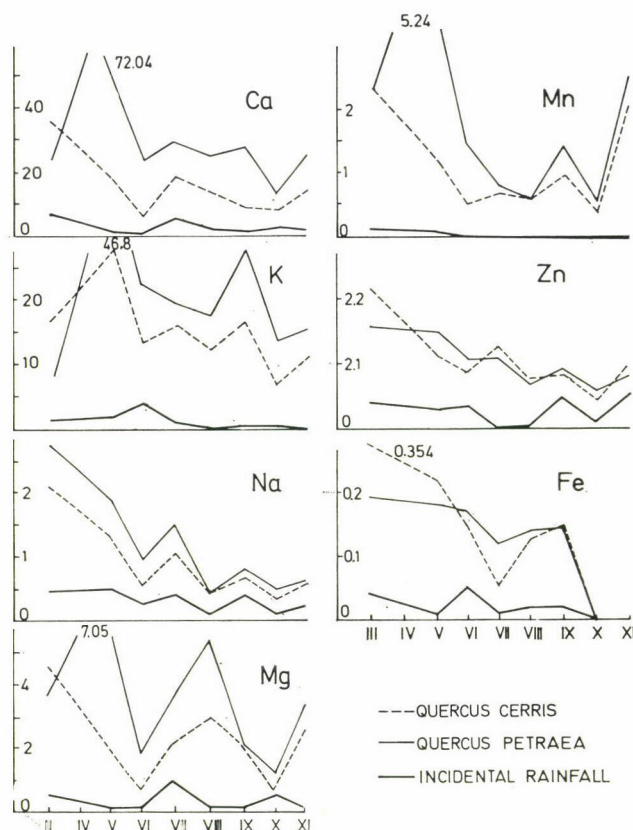 72.04
Ca
40
20
0
46.8
K
20
10
Na
2
1
0
7.05
Mg
4
2
0
II IV V VI VII VIII IX X XI
5.24
Mn
2
1
0
Zn
2.2
2.1
0
0.354
Fe
0.2
0.1
0
III IV V VI VII VIII IX X XI
QUERCUS CERRIS
QUERCUS PETRAEA
INCIDENTAL RAINFALL